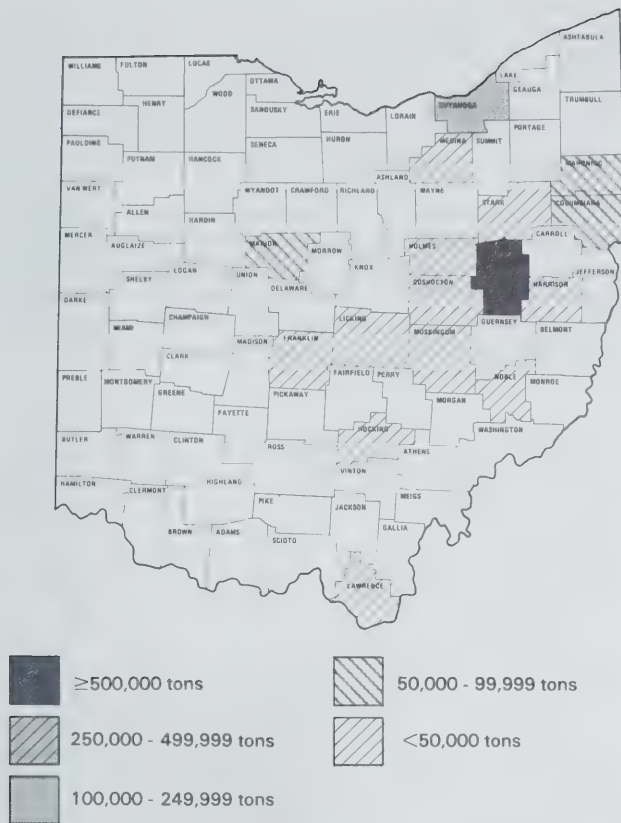 ASHTABULA
WILLIAMS FULTON LUCAS LAKE
OTTAWA GEAUGA
WOOD CUYAHOGA
HENRY SANDUSKY ERIE LORAIN TRUMBULL
DEFIANCE
PAULDING SENECA HURON MEDINA SUMMIT PORTAGE
PUTNAM HANCOCK MAHONING
ASHLAND
VAN WERT WYANDOT CRAWFORD RICHLAND WAYNE STARK COLUMBIANA
ALLEN
HARDIN
MERCER MARION CARROLL
AUGLAIZE MORROW HOLMES
LOGAN KNOX JEFFERSON
SHELBY UNION COSHOCTON HARRISON
DELAWARE
DARKE
CHAMPAIGN LICKING GUERNSEY
MIAMI MADISON FRANKLIN MUSKINGUM BELMONT
CLARK
PREBLE MONTGOMERY FAIRFIELD PERRY NOBLE MONROE
GREENE PICKAWAY
FAYETTE MORGAN
HOCKING WASHINGTON
BUTLER WARREN CLINTON ROSS ATHENS
VINTON
HAMILTON CLERMONT HIGHLAND
PIKE JACKSON MEIGS
BROWN ADAMS GALLIA
SCIOTO
LAWRENCE
≥500,000 tons
250,000 - 499,999 tons
100,000 - 249,999 tons
50,000 - 99,999 tons
<50,000 tons